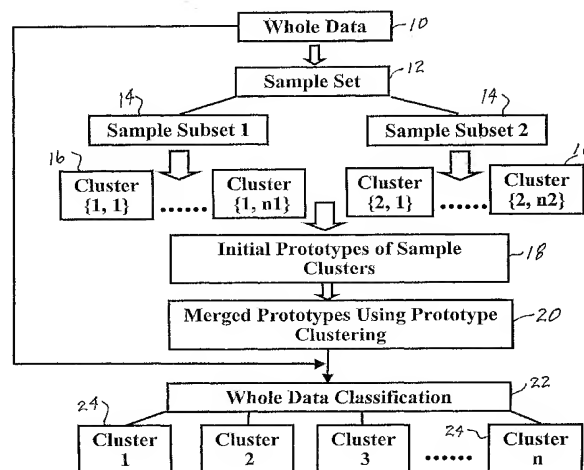 Whole Data
10
Sample Set
12
14
14
Sample Subset 1
Sample Subset 2
16
Cluster
{1, 1}
......
Cluster
{1, n1}
Cluster
{2, 1}
......
Cluster
{2, n2}
Initial Prototypes of Sample
Clusters
18
Merged Prototypes Using Prototype
Clustering
20
Whole Data Classification
22
24
Cluster
1
Cluster
2
Cluster
3
......
24
Cluster
n